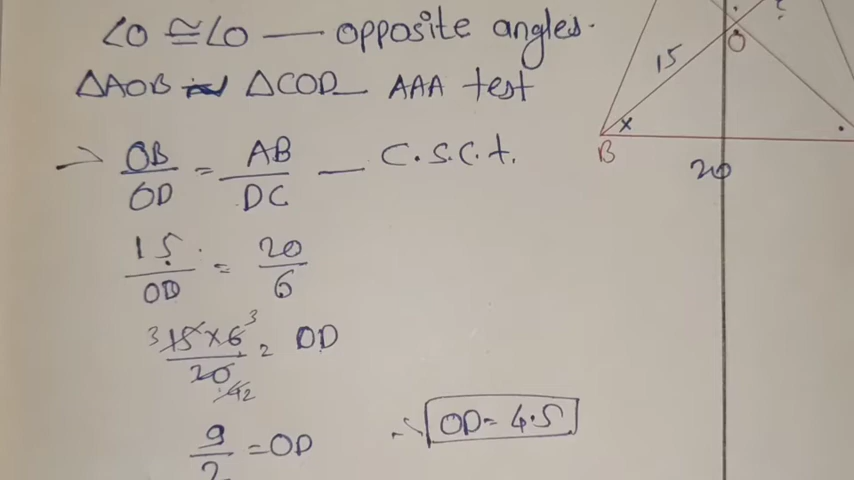 ∠O ≅ ∠O — opposite angles.
△AOB ~ △COD — AAA test
→ OB/OD = AB/DC — C.S.C.t.
15/OD = 20/6
15×6/20 = OD
9/2 = OD
∴ OD = 4.5
?
O
15
x
B
20